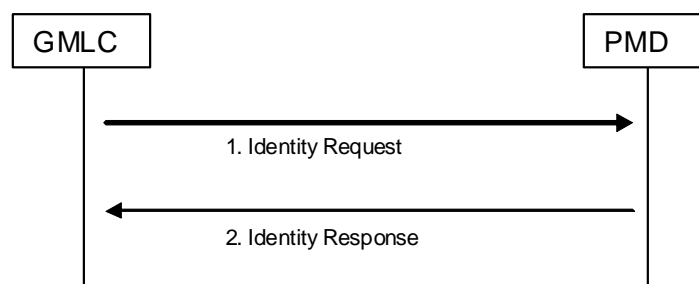 GMLC
PMD
1. Identity Request
2. Identity Response